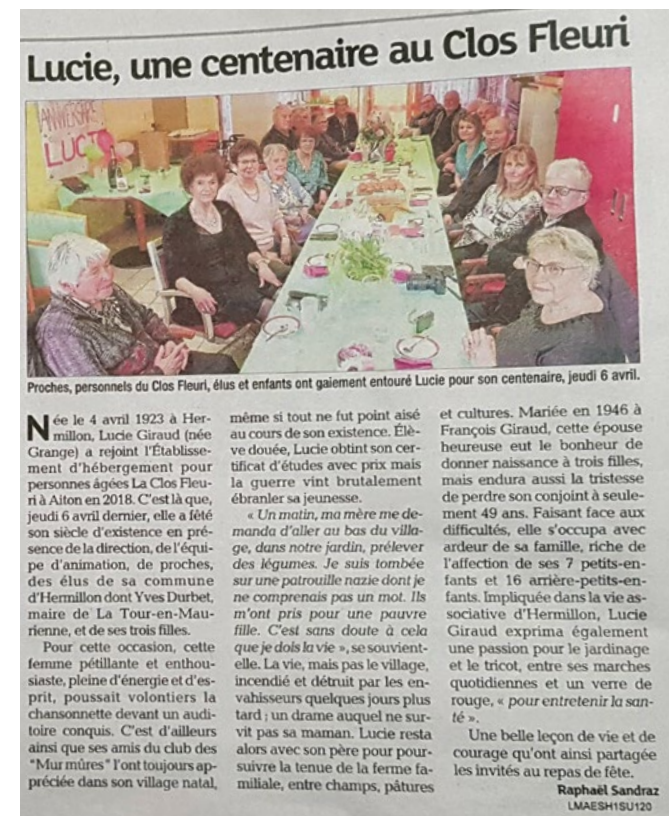 Lucie, une centenaire au Clos Fleuri
ANNIVERSAIRE
LUCIE
Proches, personnels du Clos Fleuri, élus et enfants ont gaiement entouré Lucie pour son centenaire, jeudi 6 avril.
Née le 4 avril 1923 à Her-
millon, Lucie Giraud (née
Grange) a rejoint l'Établisse-
ment d'hébergement pour
personnes âgées La Clos Fleu-
ri à Aiton en 2018. C'est là que,
jeudi 6 avril dernier, elle a fêté
son siècle d'existence en pré-
sence de la direction, de l'équi-
pe d'animation, de proches,
des élus de sa commune
d'Hermillon dont Yves Durbet,
maire de La Tour-en-Mau-
rienne, et de ses trois filles.
Pour cette occasion, cette
femme pétillante et enthou-
siaste, pleine d'énergie et d'es-
prit, poussait volontiers la
chansonnette devant un audi-
toire conquis. C'est d'ailleurs
ainsi que ses amis du club des
"Mur mûres" l'ont toujours ap-
préciée dans son village natal,
même si tout ne fut point aisé
au cours de son existence. Élè-
ve douée, Lucie obtint son cer-
tificat d'études avec prix mais
la guerre vint brutalement
ébranler sa jeunesse.
« Un matin, ma mère me de-
manda d'aller au bas du villa-
ge, dans notre jardin, prélever
des légumes. Je suis tombée
sur une patrouille nazie dont je
ne comprenais pas un mot. Ils
m'ont pris pour une pauvre
fille. C'est sans doute à cela
que je dois la vie », se souvient-
elle. La vie, mais pas le village,
incendié et détruit par les en-
vahisseurs quelques jours plus
tard ; un drame auquel ne sur-
vit pas sa maman. Lucie resta
alors avec son père pour pour-
suivre la tenue de la ferme fa-
miliale, entre champs, pâtures
et cultures. Mariée en 1946 à
François Giraud, cette épouse
heureuse eut le bonheur de
donner naissance à trois filles,
mais endura aussi la tristesse
de perdre son conjoint à seule-
ment 49 ans. Faisant face aux
difficultés, elle s'occupa avec
ardeur de sa famille, riche de
l'affection de ses 7 petits-en-
fants et 16 arrière-petits-en-
fants. Impliquée dans la vie as-
sociative d'Hermillon, Lucie
Giraud exprima également
une passion pour le jardinage
et le tricot, entre ses marches
quotidiennes et un verre de
rouge, « pour entretenir la san-
té ».
Une belle leçon de vie et de
courage qu'ont ainsi partagée
les invités au repas de fête.
Raphaël Sandraz
LMAESH1SU120